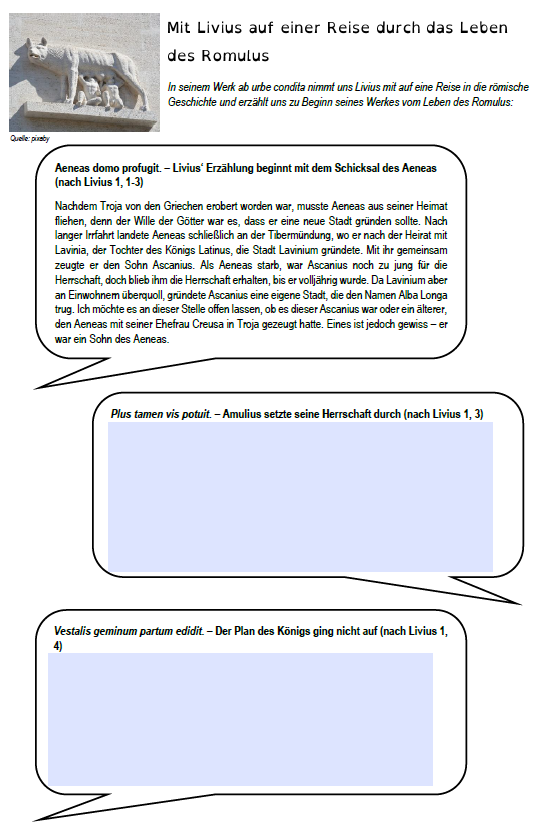 Mit Livius auf einer Reise durch das Leben
des Romulus
In seinem Werk ab urbe condita nimmt uns Livius mit auf eine Reise in die römische
Geschichte und erzählt uns zu Beginn seines Werkes vom Leben des Romulus:
Quelle: pixaby
Aeneas domo profugit. – Livius‘ Erzählung beginnt mit dem Schicksal des Aeneas
(nach Livius 1, 1-3)
Nachdem Troja von den Griechen erobert worden war, musste Aeneas aus seiner Heimat
fliehen, denn der Wille der Götter war es, dass er eine neue Stadt gründen sollte. Nach
langer Irrfahrt landete Aeneas schließlich an der Tibermündung, wo er nach der Heirat mit
Lavinia, der Tochter des Königs Latinus, die Stadt Lavinium gründete. Mit ihr gemeinsam
zeugte er den Sohn Ascanius. Als Aeneas starb, war Ascanius noch zu jung für die
Herrschaft, doch blieb ihm die Herrschaft erhalten, bis er volljährig wurde. Da Lavinium aber
an Einwohnern überquoll, gründete Ascanius eine eigene Stadt, die den Namen Alba Longa
trug. Ich möchte es an dieser Stelle offen lassen, ob es dieser Ascanius war oder ein älterer,
den Aeneas mit seiner Ehefrau Creusa in Troja gezeugt hatte. Eines ist jedoch gewiss – er
war ein Sohn des Aeneas.
Plus tamen vis potuit. – Amulius setzte seine Herrschaft durch (nach Livius 1, 3)
Vestalis geminum partum edidit. – Der Plan des Königs ging nicht auf (nach Livius 1,
4)